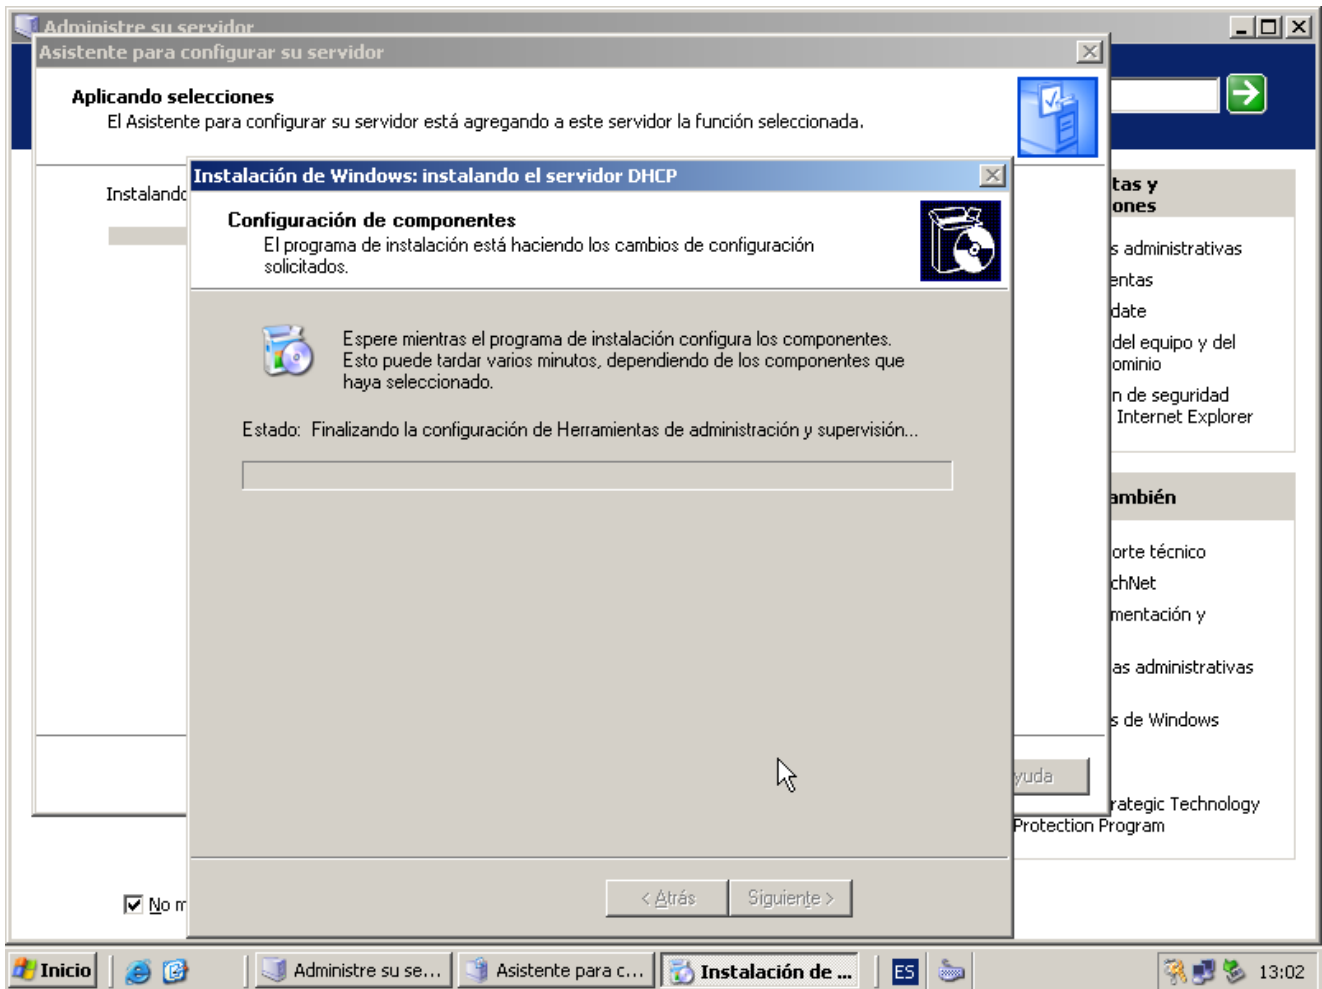 Administre su servidor
Asistente para configurar su servidor
Aplicando selecciones
El Asistente para configurar su servidor está agregando a este servidor la función seleccionada.
Instalando
Instalación de Windows: instalando el servidor DHCP
Configuración de componentes
El programa de instalación está haciendo los cambios de configuración
solicitados.
Espere mientras el programa de instalación configura los componentes.
Esto puede tardar varios minutos, dependiendo de los componentes que
haya seleccionado.
Estado: Finalizando la configuración de Herramientas de administración y supervisión...
< Atrás
Siguiente >
tas y
ones
s administrativas
entas
date
del equipo y del
ominio
n de seguridad
Internet Explorer
ambién
orte técnico
chNet
mentación y
as administrativas
s de Windows
yuda
rategic Technology
Protection Program
No m
Inicio
Administre su se...
Asistente para c...
Instalación de ...
ES
13:02